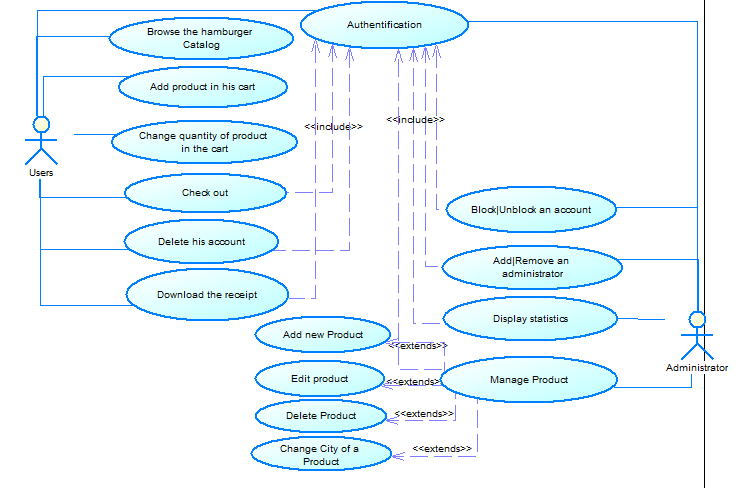 Authentification
Browse the hamburger
Catalog
Add product in his cart
<<include>>
<<include>>
Change quantity of product
in the cart
Users
Check out
Block|Unblock an account
Delete his account
Add|Remove an
administrator
Download the receipt
Display statistics
Add new Product
<<extends>>
Administrator
Edit product
<<extends>>
Manage Product
Delete Product
<<extends>>
Change City of a
Product
<<extends>>